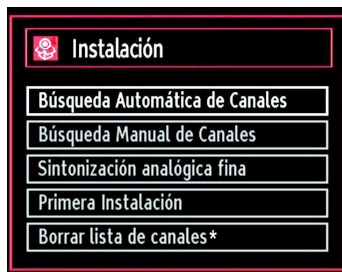 Instalación
Búsqueda Automática de Canales
Búsqueda Manual de Canales
Sintonización analógica fina
Primera Instalación
Borrar lista de canales*